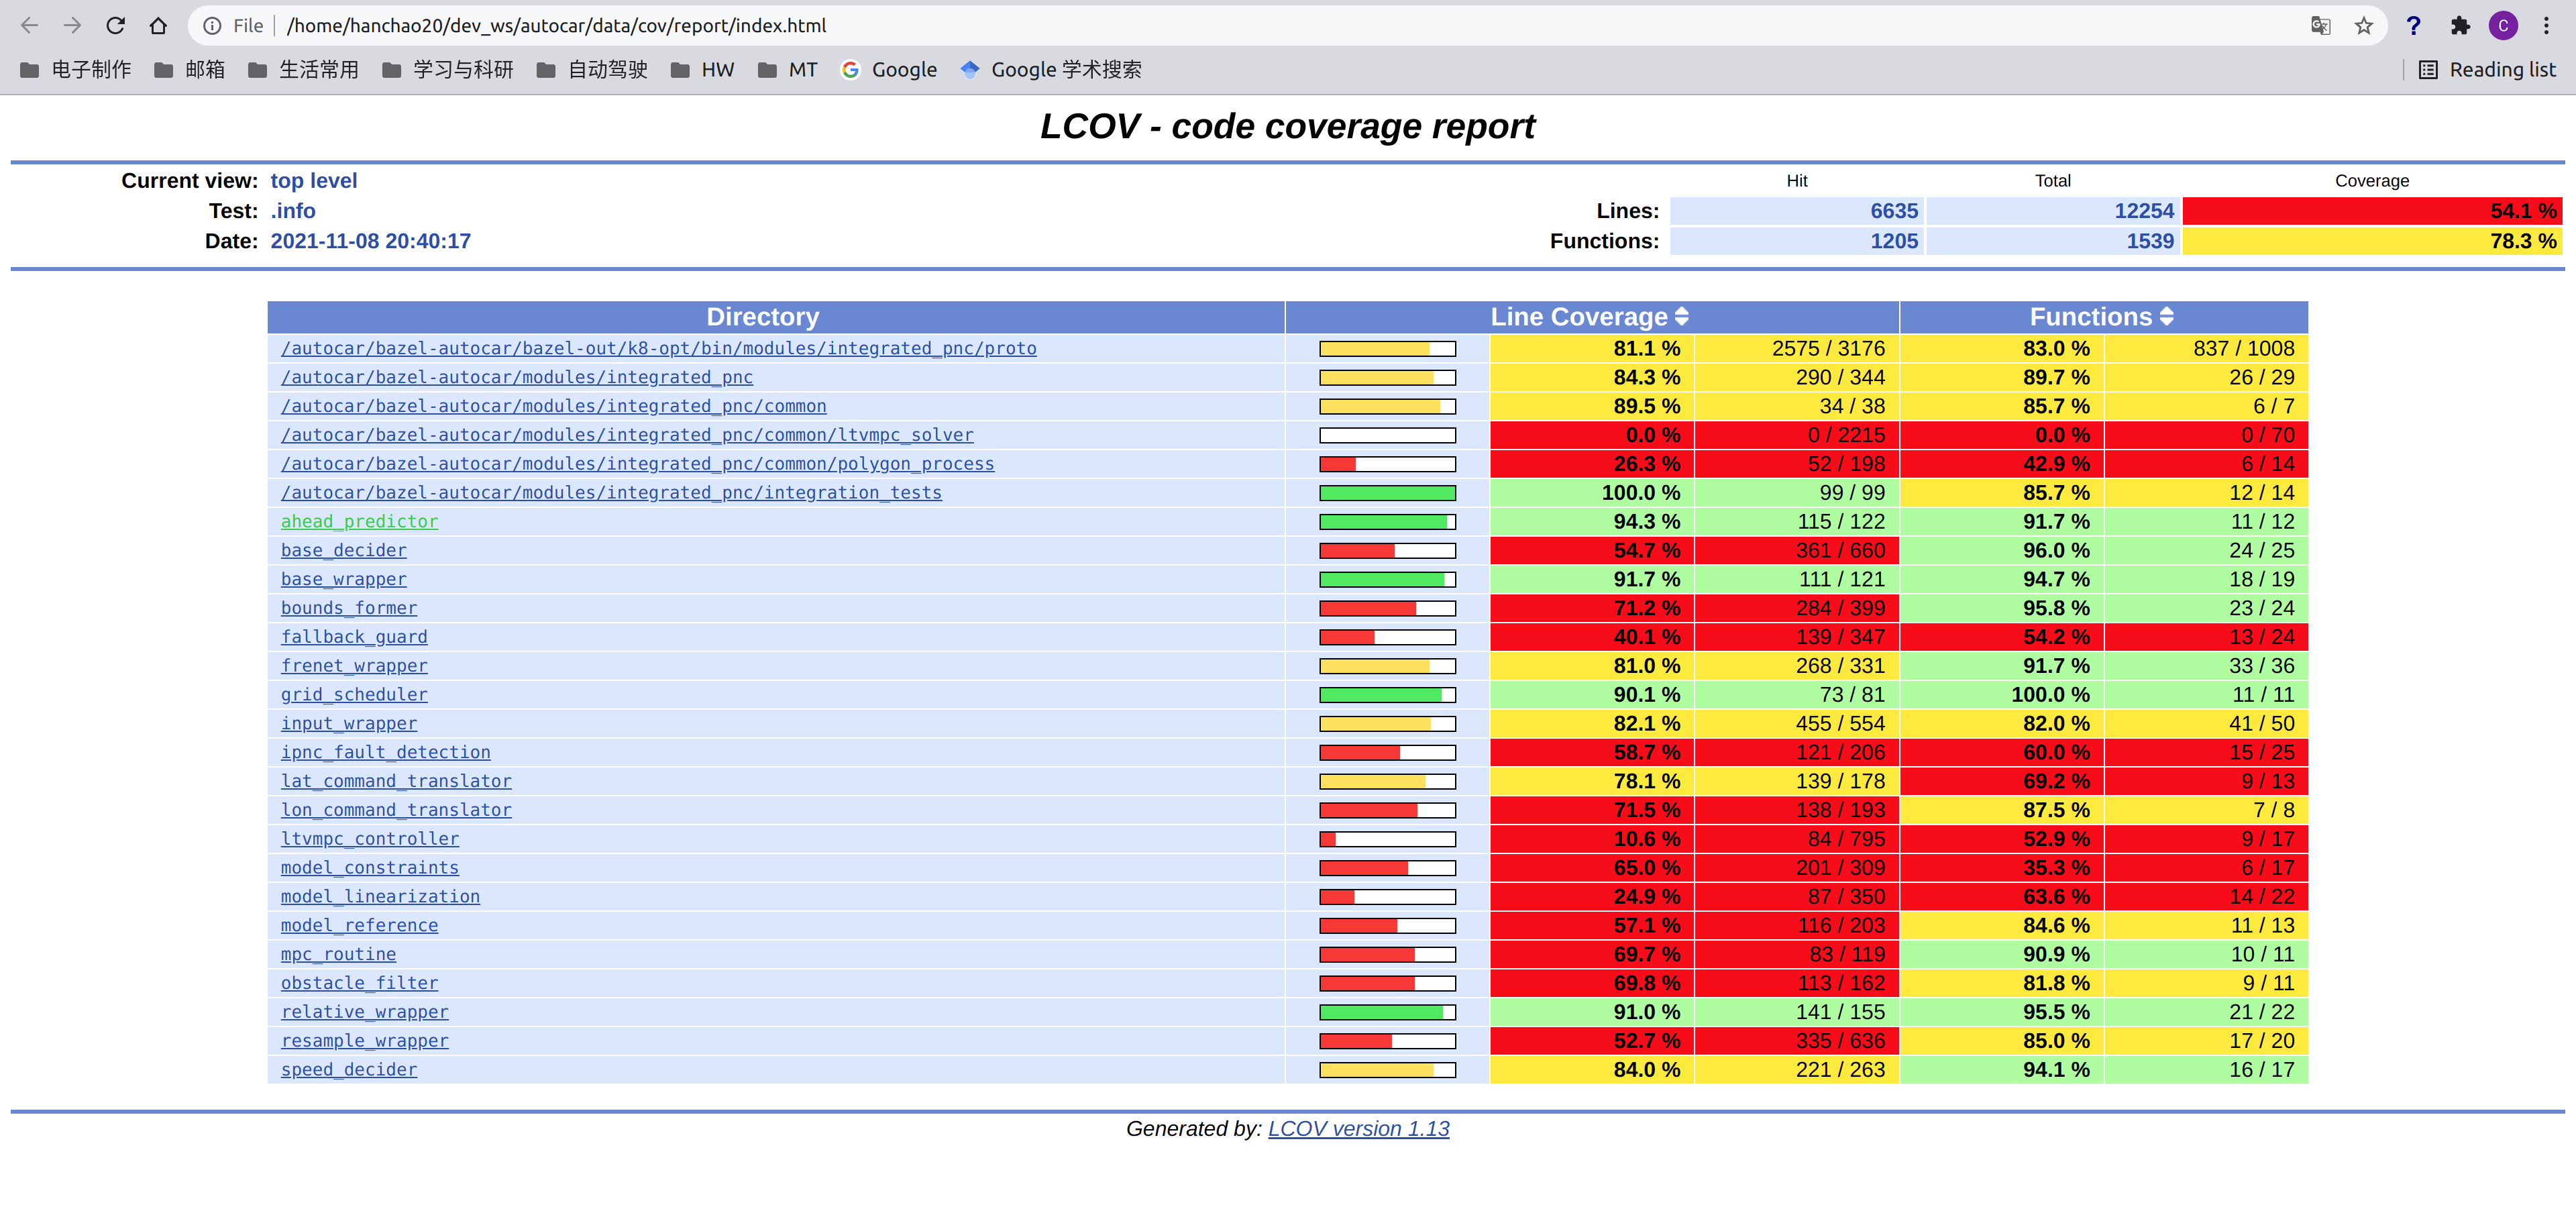 File | /home/hanchao20/dev_ws/autocar/data/cov/report/index.html C
电子制作 邮箱 生活常用 学习与科研 自动驾驶 HW MT Google Google 学术搜索 Reading list
LCOV - code coverage report
Current view: top level Hit Total Coverage
Test: .info Lines: 6635 12254 54.1 %
Date: 2021-11-08 20:40:17 Functions: 1205 1539 78.3 %
Directory Line Coverage Functions
/autocar/bazel-autocar/bazel-out/k8-opt/bin/modules/integrated_pnc/proto 81.1 % 2575 / 3176 83.0 % 837 / 1008
/autocar/bazel-autocar/modules/integrated_pnc 84.3 % 290 / 344 89.7 % 26 / 29
/autocar/bazel-autocar/modules/integrated_pnc/common 89.5 % 34 / 38 85.7 % 6 / 7
/autocar/bazel-autocar/modules/integrated_pnc/common/ltvmpc_solver 0.0 % 0 / 2215 0.0 % 0 / 70
/autocar/bazel-autocar/modules/integrated_pnc/common/polygon_process 26.3 % 52 / 198 42.9 % 6 / 14
/autocar/bazel-autocar/modules/integrated_pnc/integration_tests 100.0 % 99 / 99 85.7 % 12 / 14
ahead_predictor 94.3 % 115 / 122 91.7 % 11 / 12
base_decider 54.7 % 361 / 660 96.0 % 24 / 25
base_wrapper 91.7 % 111 / 121 94.7 % 18 / 19
bounds_former 71.2 % 284 / 399 95.8 % 23 / 24
fallback_guard 40.1 % 139 / 347 54.2 % 13 / 24
frenet_wrapper 81.0 % 268 / 331 91.7 % 33 / 36
grid_scheduler 90.1 % 73 / 81 100.0 % 11 / 11
input_wrapper 82.1 % 455 / 554 82.0 % 41 / 50
ipnc_fault_detection 58.7 % 121 / 206 60.0 % 15 / 25
lat_command_translator 78.1 % 139 / 178 69.2 % 9 / 13
lon_command_translator 71.5 % 138 / 193 87.5 % 7 / 8
ltvmpc_controller 10.6 % 84 / 795 52.9 % 9 / 17
model_constraints 65.0 % 201 / 309 35.3 % 6 / 17
model_linearization 24.9 % 87 / 350 63.6 % 14 / 22
model_reference 57.1 % 116 / 203 84.6 % 11 / 13
mpc_routine 69.7 % 83 / 119 90.9 % 10 / 11
obstacle_filter 69.8 % 113 / 162 81.8 % 9 / 11
relative_wrapper 91.0 % 141 / 155 95.5 % 21 / 22
resample_wrapper 52.7 % 335 / 636 85.0 % 17 / 20
speed_decider 84.0 % 221 / 263 94.1 % 16 / 17
Generated by: LCOV version 1.13